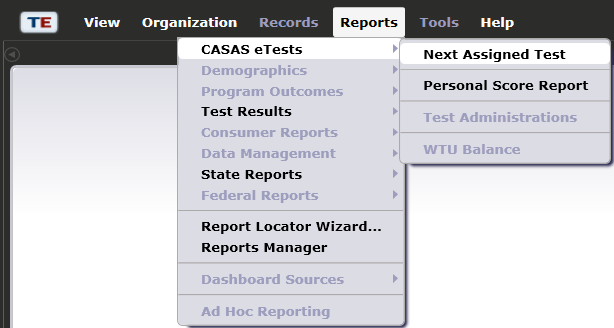 TE View Organization Records Reports Tools Help
CASAS eTests
Demographics
Program Outcomes
Test Results
Consumer Reports
Data Management
State Reports
Federal Reports
Report Locator Wizard...
Reports Manager
Dashboard Sources
Ad Hoc Reporting
Next Assigned Test
Personal Score Report
Test Administrations
WTU Balance